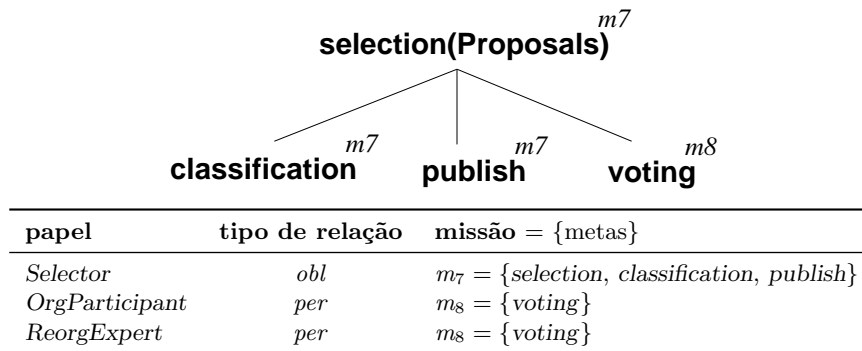 selection(Proposals) m7
classification m7 publish m7 voting m8
papel tipo de relação missão = {metas}
Selector obl m7 = {selection, classification, publish}
OrgParticipant per m8 = {voting}
ReorgExpert per m8 = {voting}